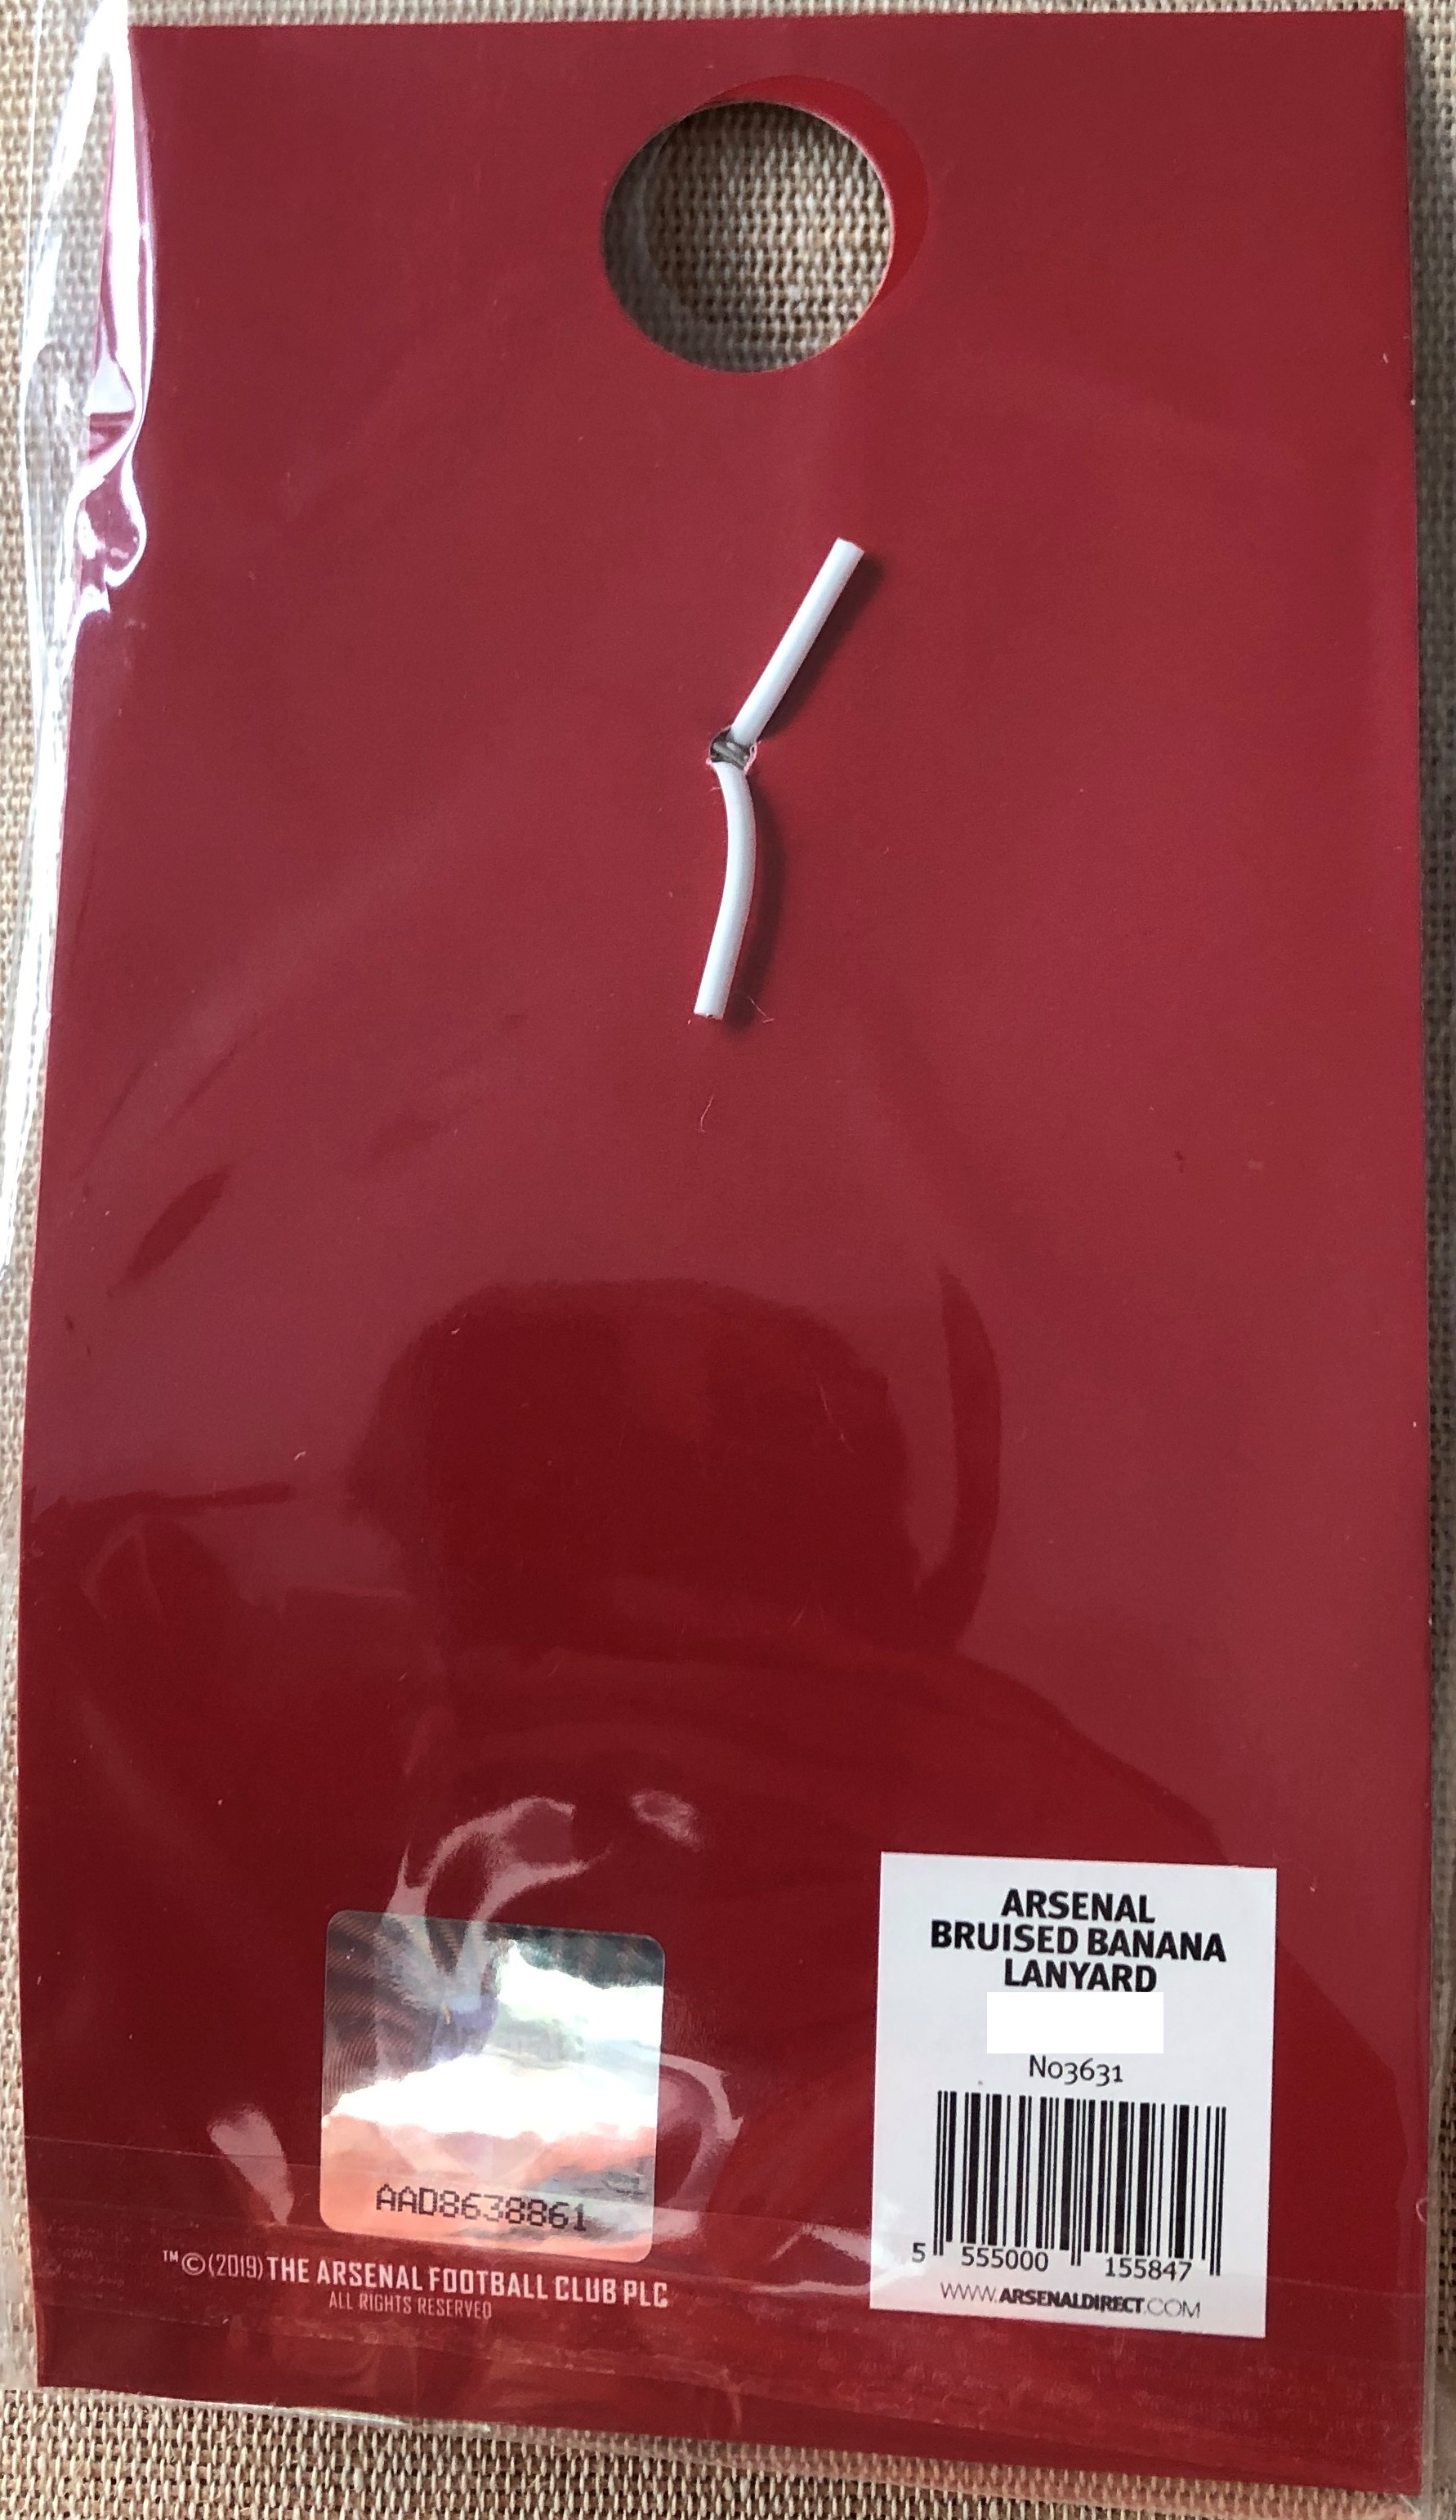 ARSENAL
BRUISED BANANA
LANYARD
N03631
5 555000 155847
WWW.ARSENALDIRECT.COM
AAD8638861
™©(2019) THE ARSENAL FOOTBALL CLUB PLC
ALL RIGHTS RESERVED